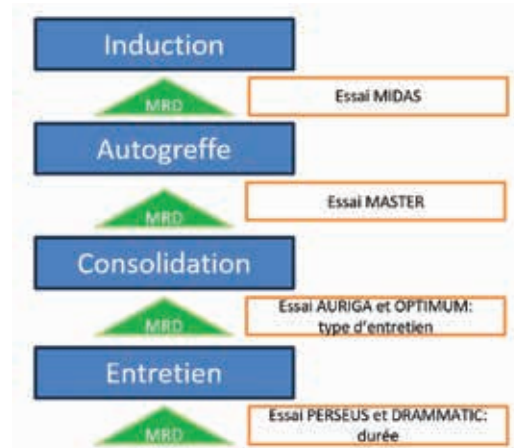 Induction
MRD
Essai MIDAS
Autogreffe
MRD
Essai MASTER
Consolidation
MRD
Essai AURIGA et OPTIMUM:
type d'entretien
Entretien
MRD
Essai PERSEUS et DRAMMATIC:
durée